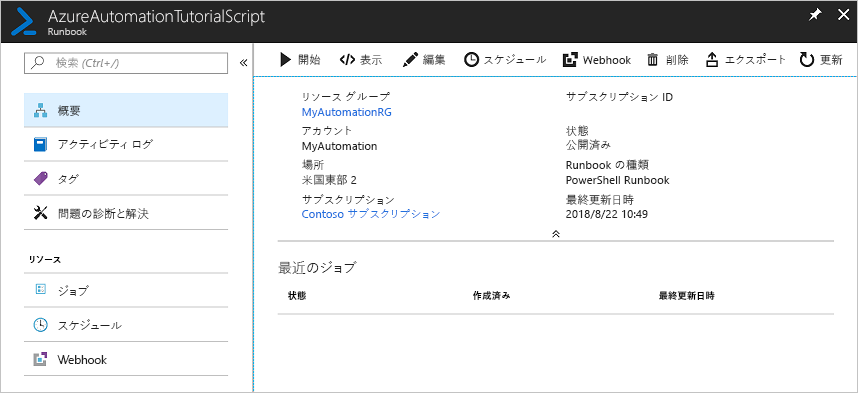 AzureAutomationTutorialScript
Runbook
検索 (Ctrl+/)
概要
アクティビティ ログ
タグ
問題の診断と解決
リソース
ジョブ
スケジュール
Webhook
開始 表示 編集 スケジュール Webhook 削除 エクスポート 更新
リソース グループ サブスクリプション ID
MyAutomationRG
アカウント 状態
MyAutomation 公開済み
場所 Runbook の種類
米国東部 2 PowerShell Runbook
サブスクリプション 最終更新日時
Contoso サブスクリプション 2018/8/22 10:49
最近のジョブ
状態 作成済み 最終更新日時